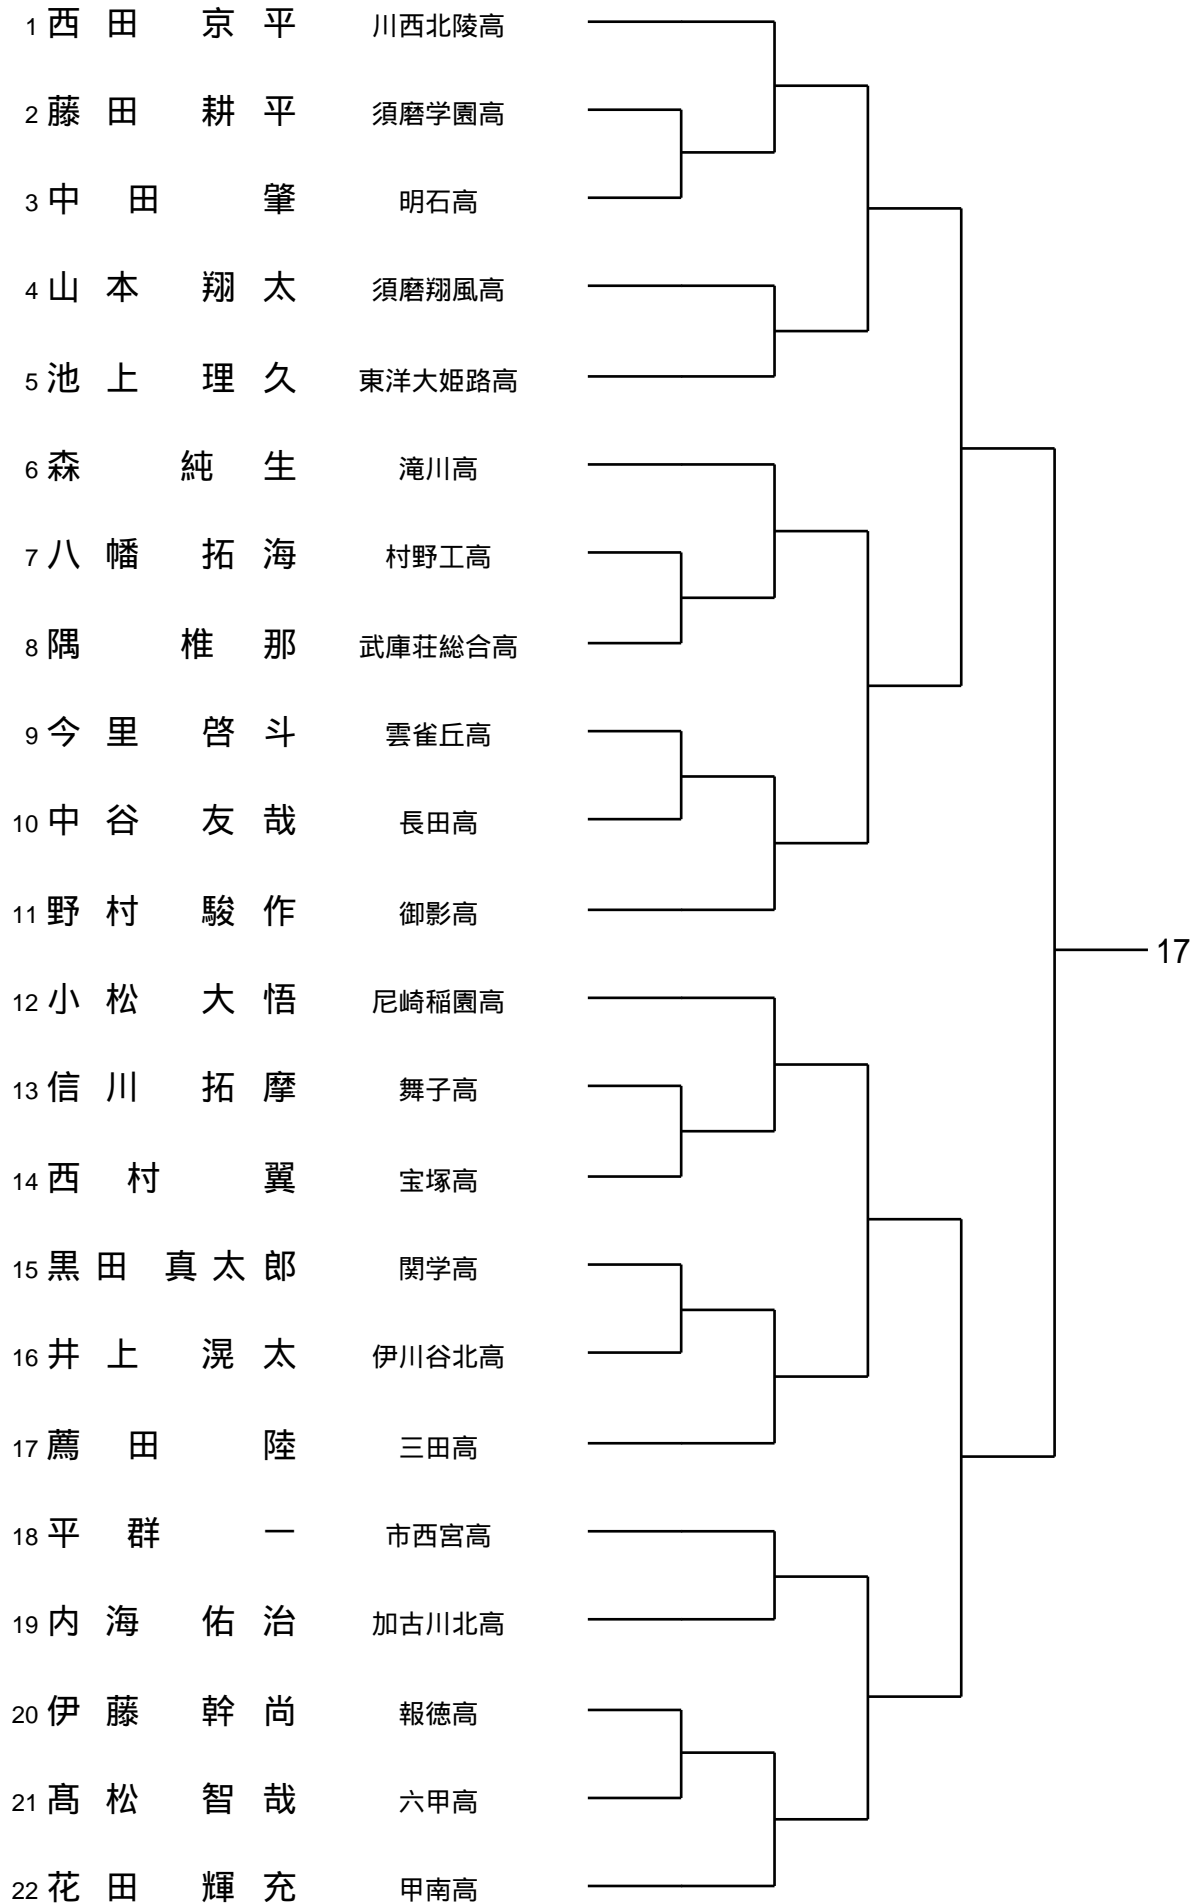 1 西田 京平 川西北陵高
2 藤田 耕平 須磨学園高
3 中田 肇 明石高
4 山本 翔太 須磨翔風高
5 池上 理久 東洋大姫路高
6 森 純生 滝川高
7 八幡 拓海 村野工高
8 隅 椎那 武庫荘総合高
9 今里 啓斗 雲雀丘高
10 中谷 友哉 長田高
11 野村 駿作 御影高
17
12 小松 大悟 尼崎稲園高
13 信川 拓摩 舞子高
14 西村 翼 宝塚高
15 黒田 真太郎 関学高
16 井上 滉太 伊川谷北高
17 薦田 陸 三田高
18 平群 一 市西宮高
19 内海 佑治 加古川北高
20 伊藤 幹尚 報徳高
21 髙松 智哉 六甲高
22 花田 輝充 甲南高